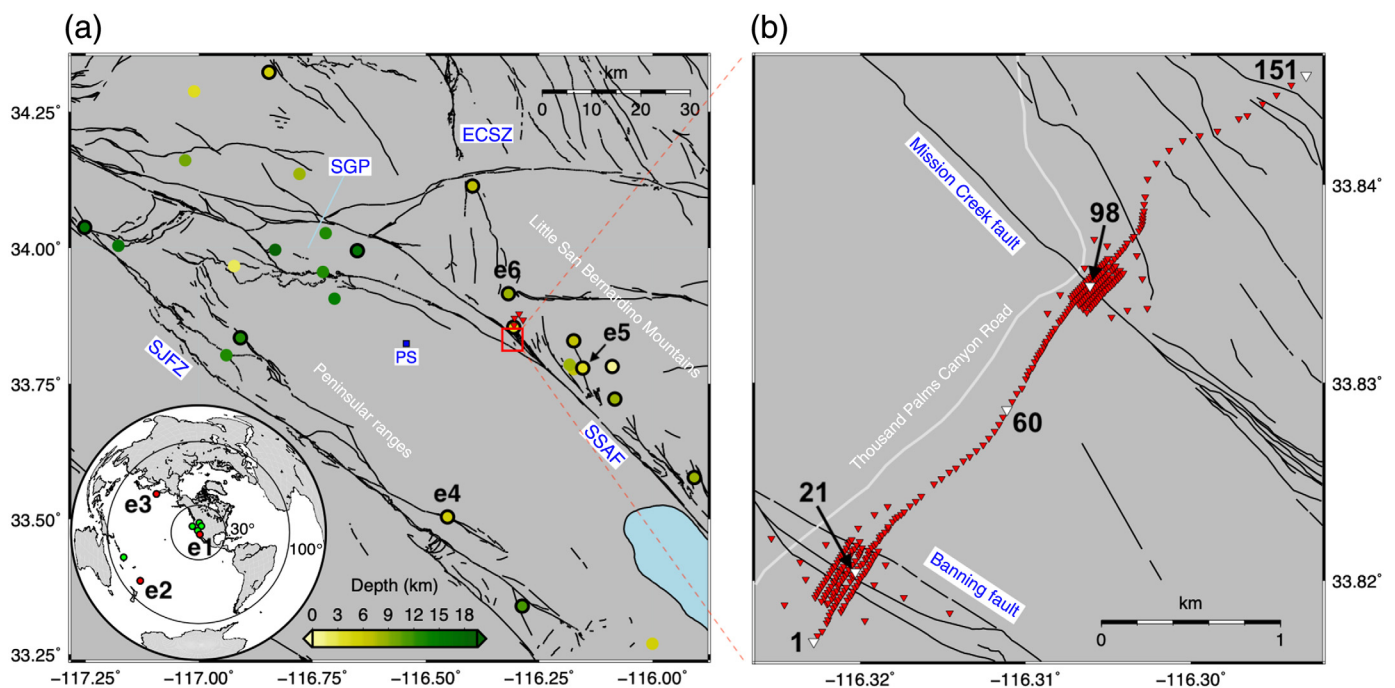 (a)
km
0 10 20 30
ECSZ
SGP
Little San Bernardino Mountains
e6
e5
PS
SJFZ
Peninsular ranges
SSAF
e4
e3
30°
e1
100°
e2
Depth (km)
0 3 6 9 12 15 18
34.25°
34.00°
33.75°
33.50°
33.25°
−117.25° −117.00° −116.75° −116.50° −116.25° −116.00°
(b)
151
Mission Creek fault
98
Thousand Palms Canyon Road
60
21
Banning fault
1
km
0 1
33.84°
33.83°
33.82°
−116.32° −116.31° −116.30°